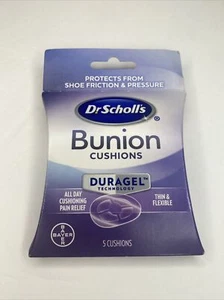 PROTECTS FROM
SHOE FRICTION & PRESSURE
Dr Scholl's®
Bunion
CUSHIONS
DURAGEL™
TECHNOLOGY
ALL DAY
CUSHIONING
PAIN RELIEF
THIN &
FLEXIBLE
BAYER
5 CUSHIONS